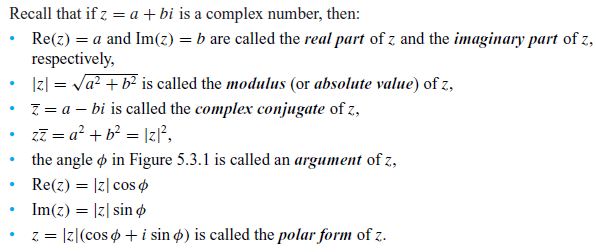 Recall that if z = a + bi is a complex number, then:
• Re(z) = a and Im(z) = b are called the real part of z and the imaginary part of z,
respectively,
• |z| = √a² + b² is called the modulus (or absolute value) of z,
• z̅ = a − bi is called the complex conjugate of z,
• zz̅ = a² + b² = |z|²,
• the angle ϕ in Figure 5.3.1 is called an argument of z,
• Re(z) = |z| cos ϕ
• Im(z) = |z| sin ϕ
• z = |z|(cos ϕ + i sin ϕ) is called the polar form of z.